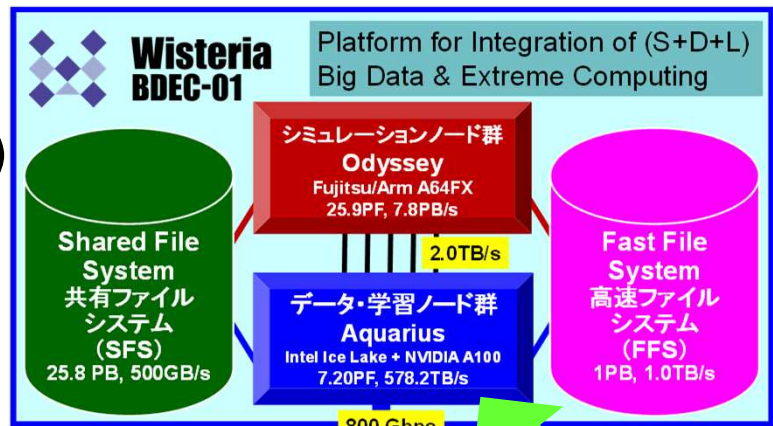 Wisteria
BDEC-01
Platform for Integration of (S+D+L)
Big Data & Extreme Computing
シミュレーションノード群
Odyssey
Fujitsu/Arm A64FX
25.9PF, 7.8PB/s
2.0TB/s
Shared File
System
共有ファイル
システム
(SFS)
25.8 PB, 500GB/s
データ・学習ノード群
Aquarius
Intel Ice Lake + NVIDIA A100
7.20PF, 578.2TB/s
Fast File
System
高速ファイル
システム
(FFS)
1PB, 1.0TB/s
800 Gbps
)